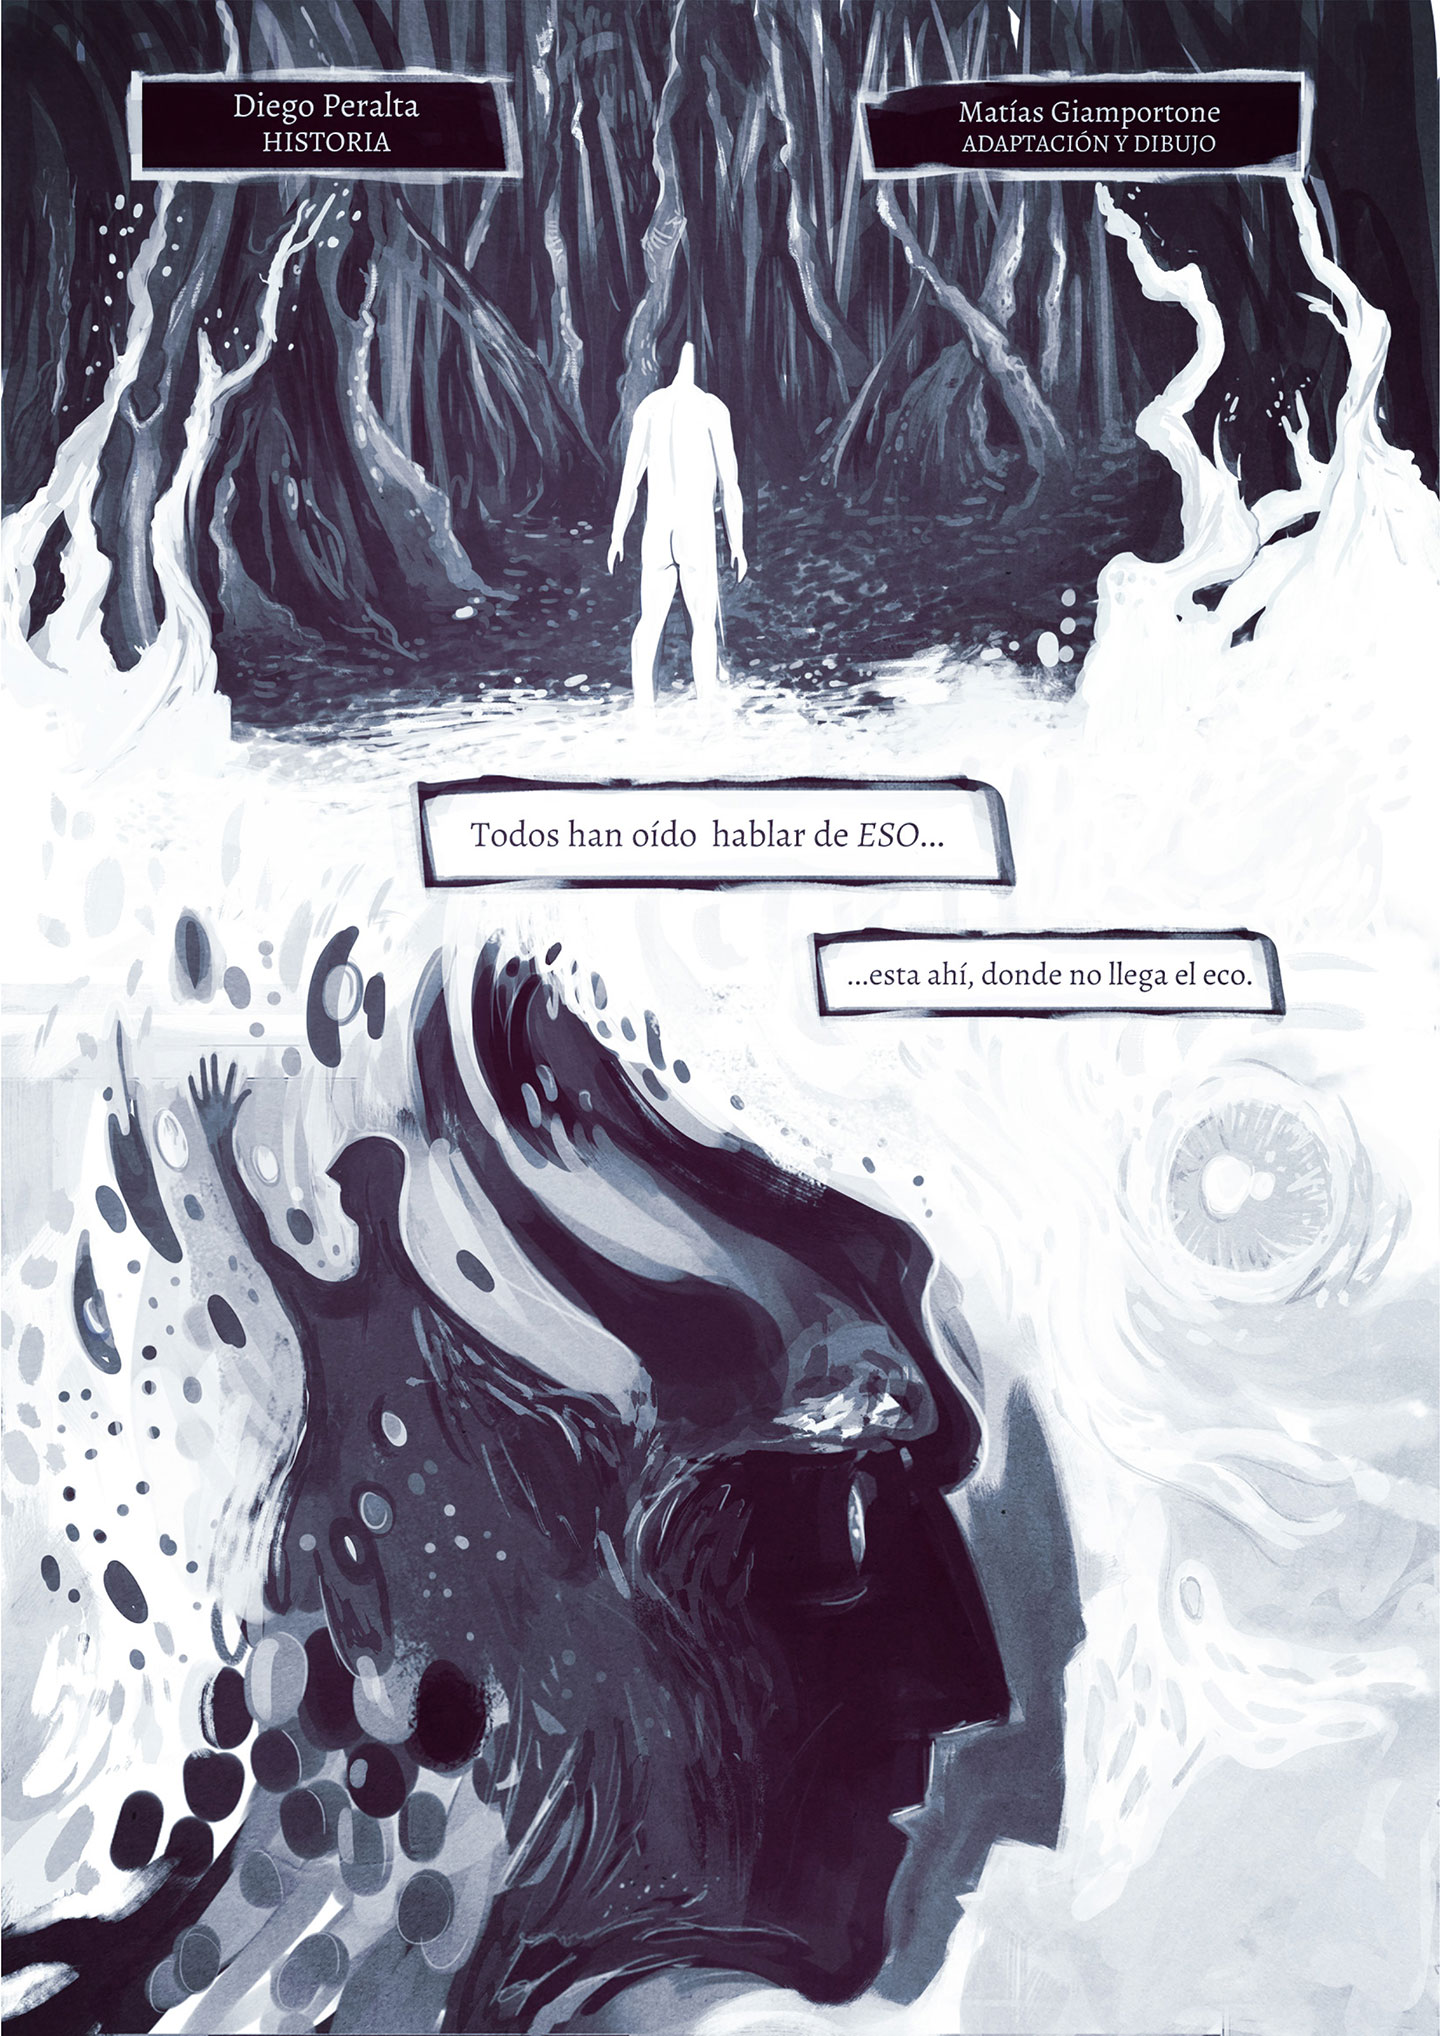 Diego Peralta
HISTORIA
Matías Giamportone
ADAPTACIÓN Y DIBUJO
Todos han oído hablar de ESO...
...esta ahí, donde no llega el eco.